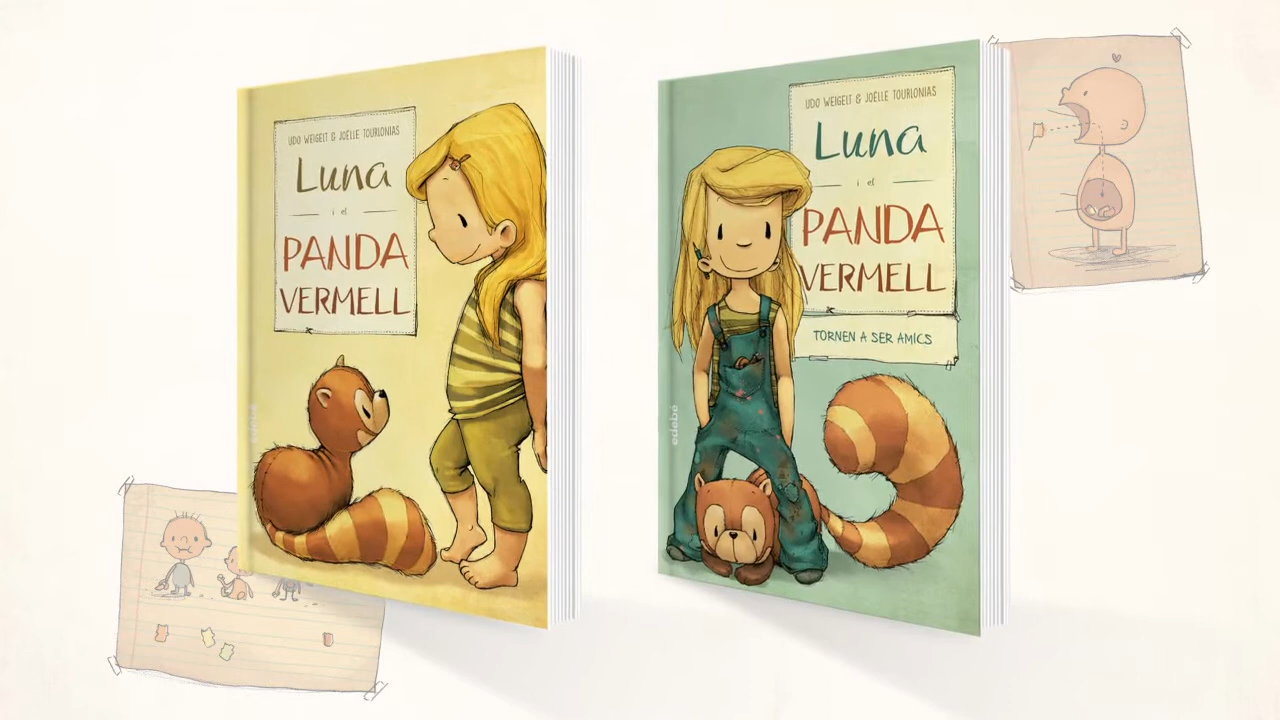 UDO WEIGELT & JOËLLE TOURLONIAS
Luna
i el
PANDA
VERMELL
edebé
UDO WEIGELT & JOËLLE TOURLONIAS
Luna
i el
PANDA
VERMELL
TORNEN A SER AMICS
edebé